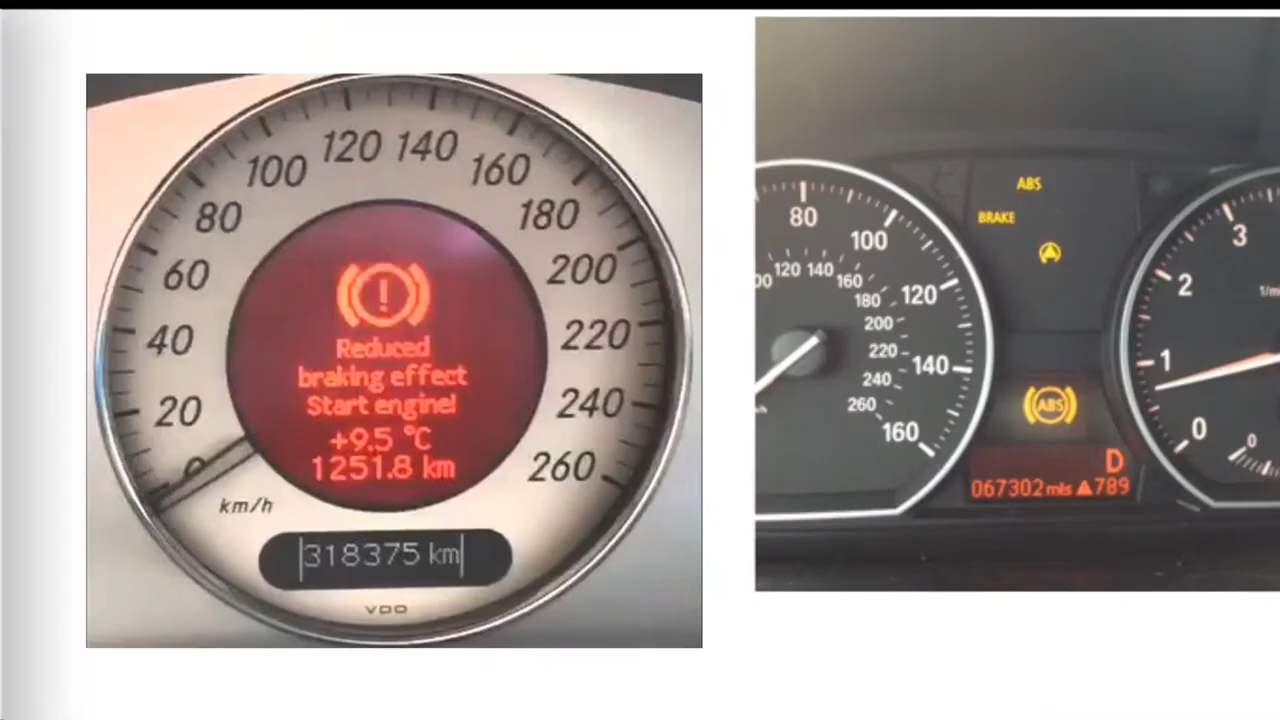 120 140
100 160
80 180
60 200
40 220
20 240
0 260
km/h
Reduced
braking effect
Start engine!
+9.5 °C
1251.8 km
318375 km
VDO
80
100
120
140
160
120 140
160
180
200
220
240
260
ABS
BRAKE
ABS
D
067302 mls ▲789
3
2
1
0
0